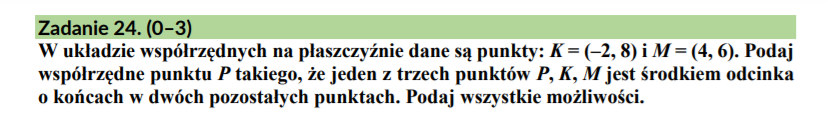 Zadanie 24. (0–3)
W układzie współrzędnych na płaszczyźnie dane są punkty: K = (–2, 8) i M = (4, 6). Podaj
współrzędne punktu P takiego, że jeden z trzech punktów P, K, M jest środkiem odcinka
o końcach w dwóch pozostałych punktach. Podaj wszystkie możliwości.